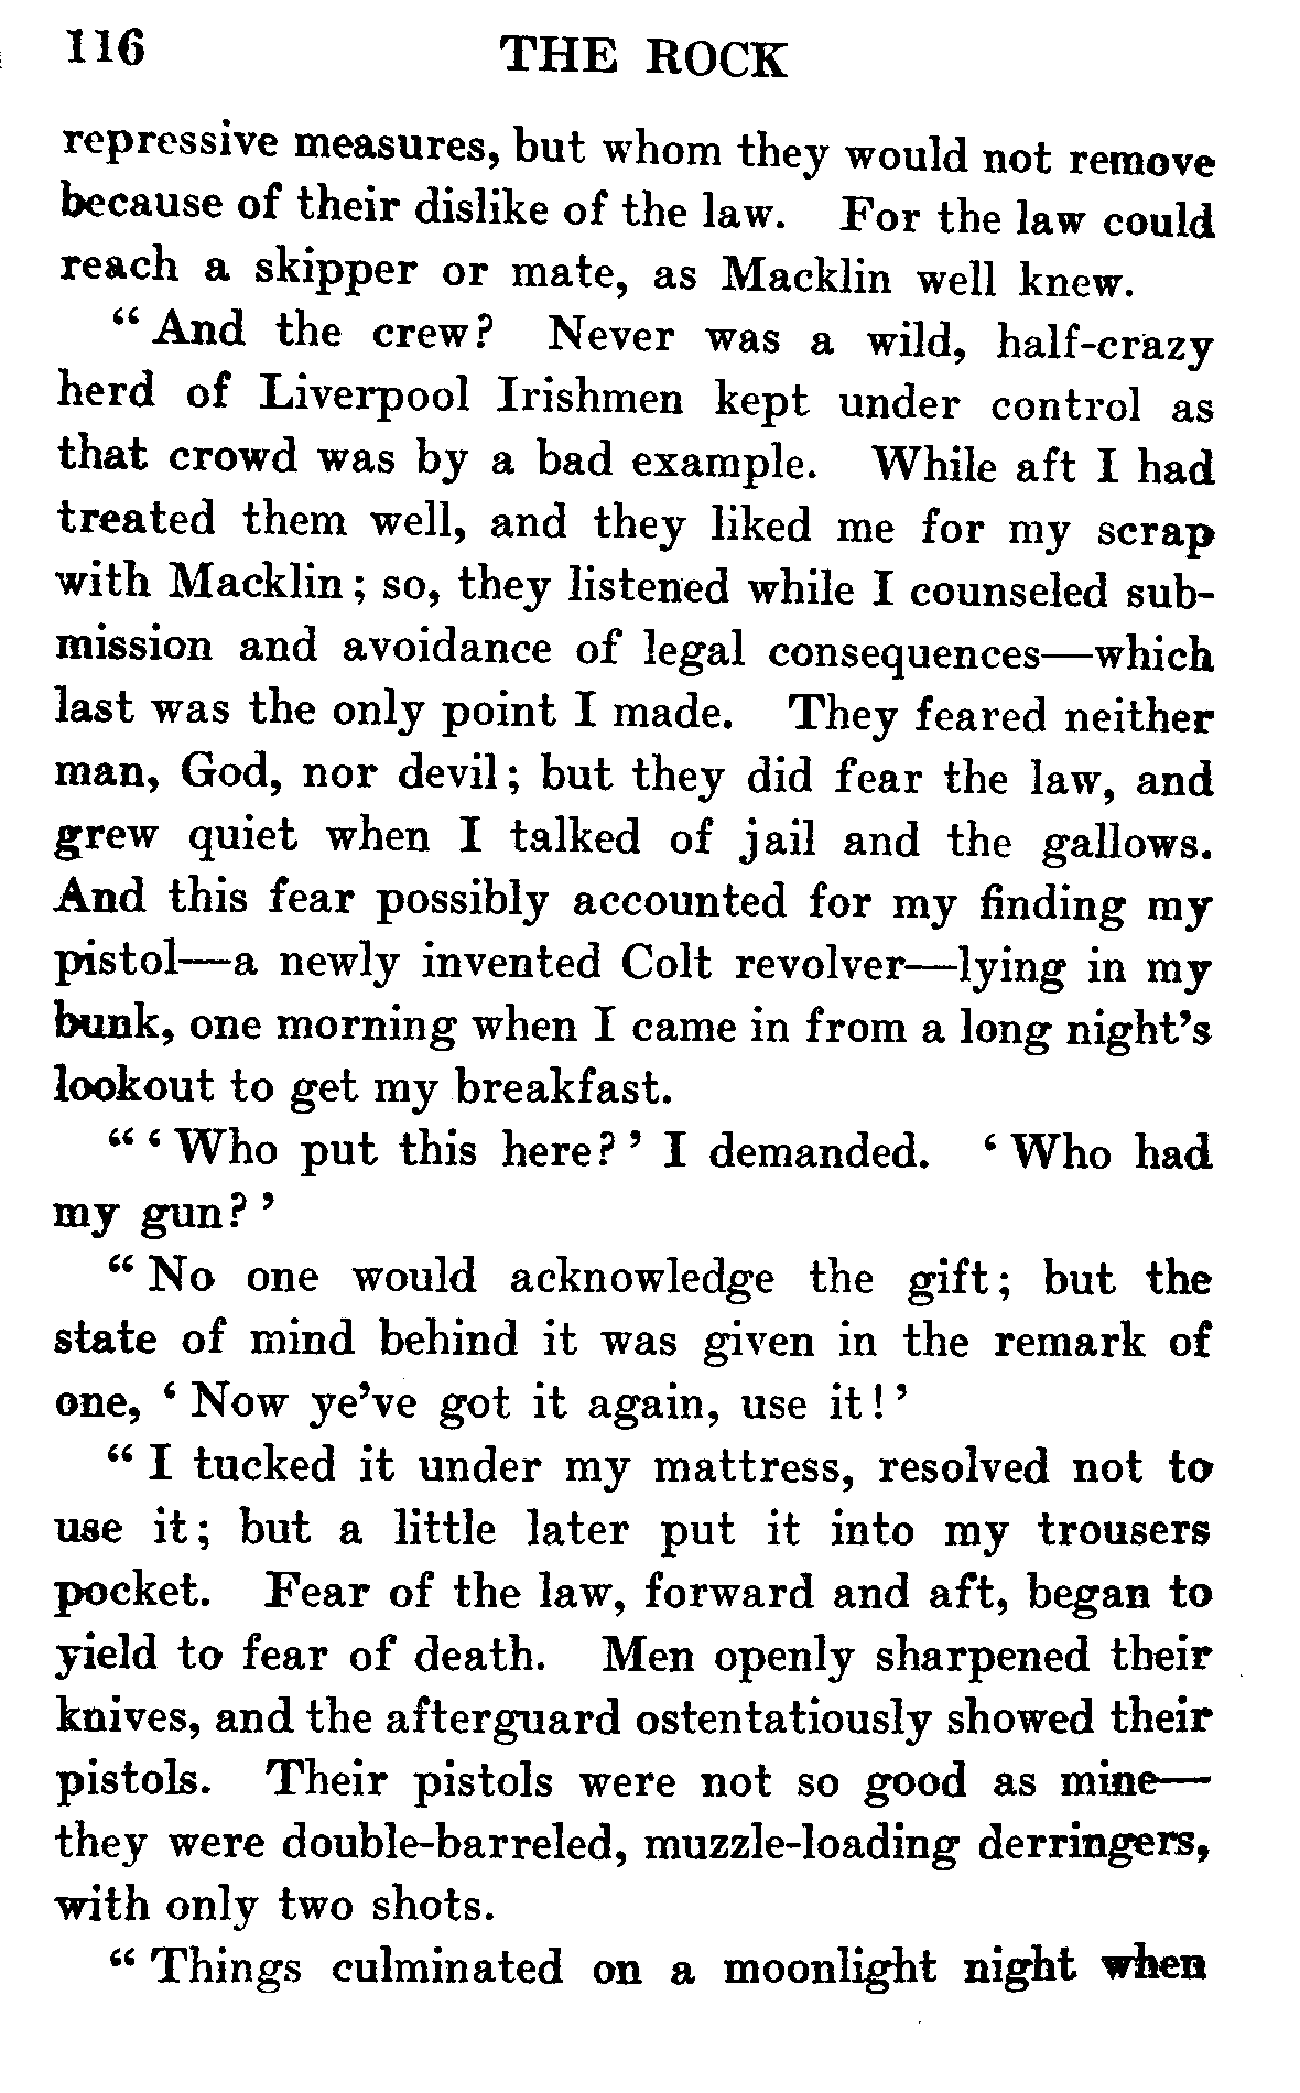 116 THE ROCK
repressive measures, but whom they would not remove
because of their dislike of the law. For the law could
reach a skipper or mate, as Macklin well knew.
“And the crew? Never was a wild, half-crazy
herd of Liverpool Irishmen kept under control as
that crowd was by a bad example. While aft I had
treated them well, and they liked me for my scrap
with Macklin; so, they listened while I counseled sub-
mission and avoidance of legal consequences—which
last was the only point I made. They feared neither
man, God, nor devil; but they did fear the law, and
grew quiet when I talked of jail and the gallows.
And this fear possibly accounted for my finding my
pistol—a newly invented Colt revolver—lying in my
bunk, one morning when I came in from a long night’s
lookout to get my breakfast.
“‘Who put this here?’ I demanded. ‘Who had
my gun?’
“No one would acknowledge the gift; but the
state of mind behind it was given in the remark of
one, ‘Now ye’ve got it again, use it!’
“I tucked it under my mattress, resolved not to
use it; but a little later put it into my trousers
pocket. Fear of the law, forward and aft, began to
yield to fear of death. Men openly sharpened their
knives, and the afterguard ostentatiously showed their
pistols. Their pistols were not so good as mine—
they were double-barreled, muzzle-loading derringers,
with only two shots.
“Things culminated on a moonlight night when